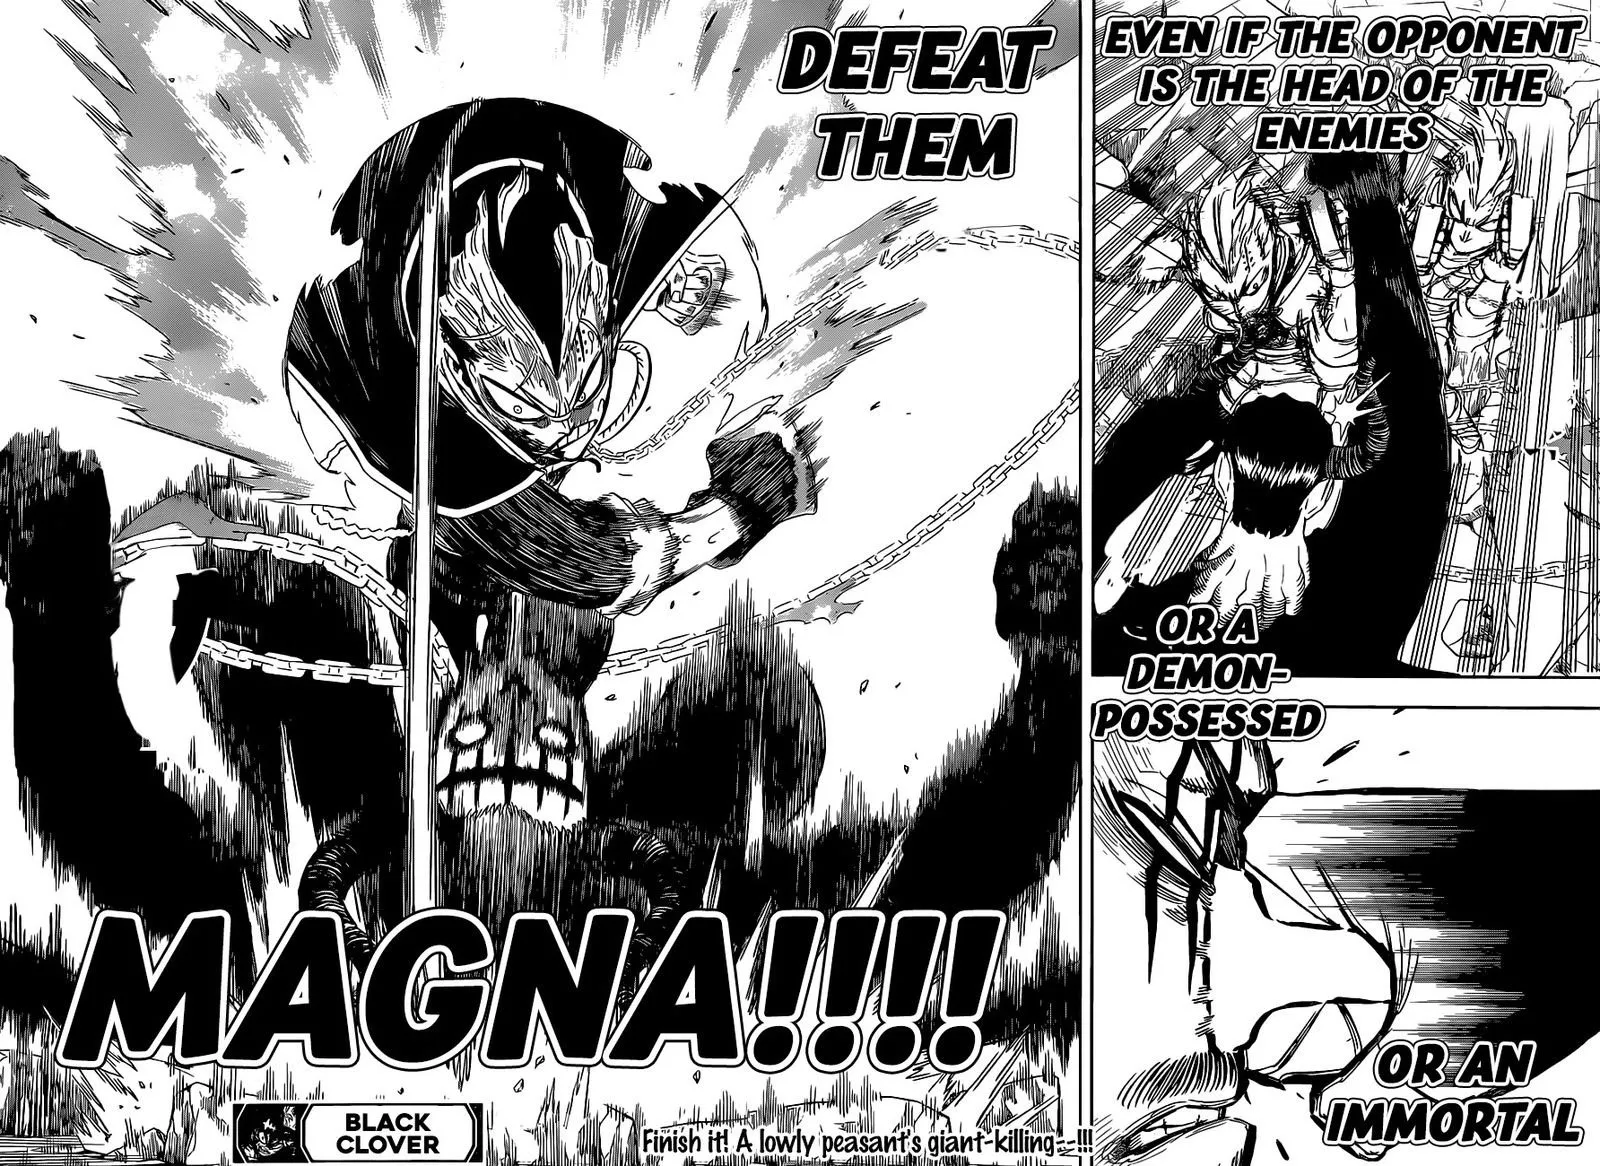 EVEN IF THE OPPONENT
IS THE HEAD OF THE
ENEMIES
OR A
DEMON-
POSSESSED
OR AN
IMMORTAL
DEFEAT
THEM
MAGNA!!!!
BLACK
CLOVER
Finish it! A lowly peasant's giant-killing--!!!